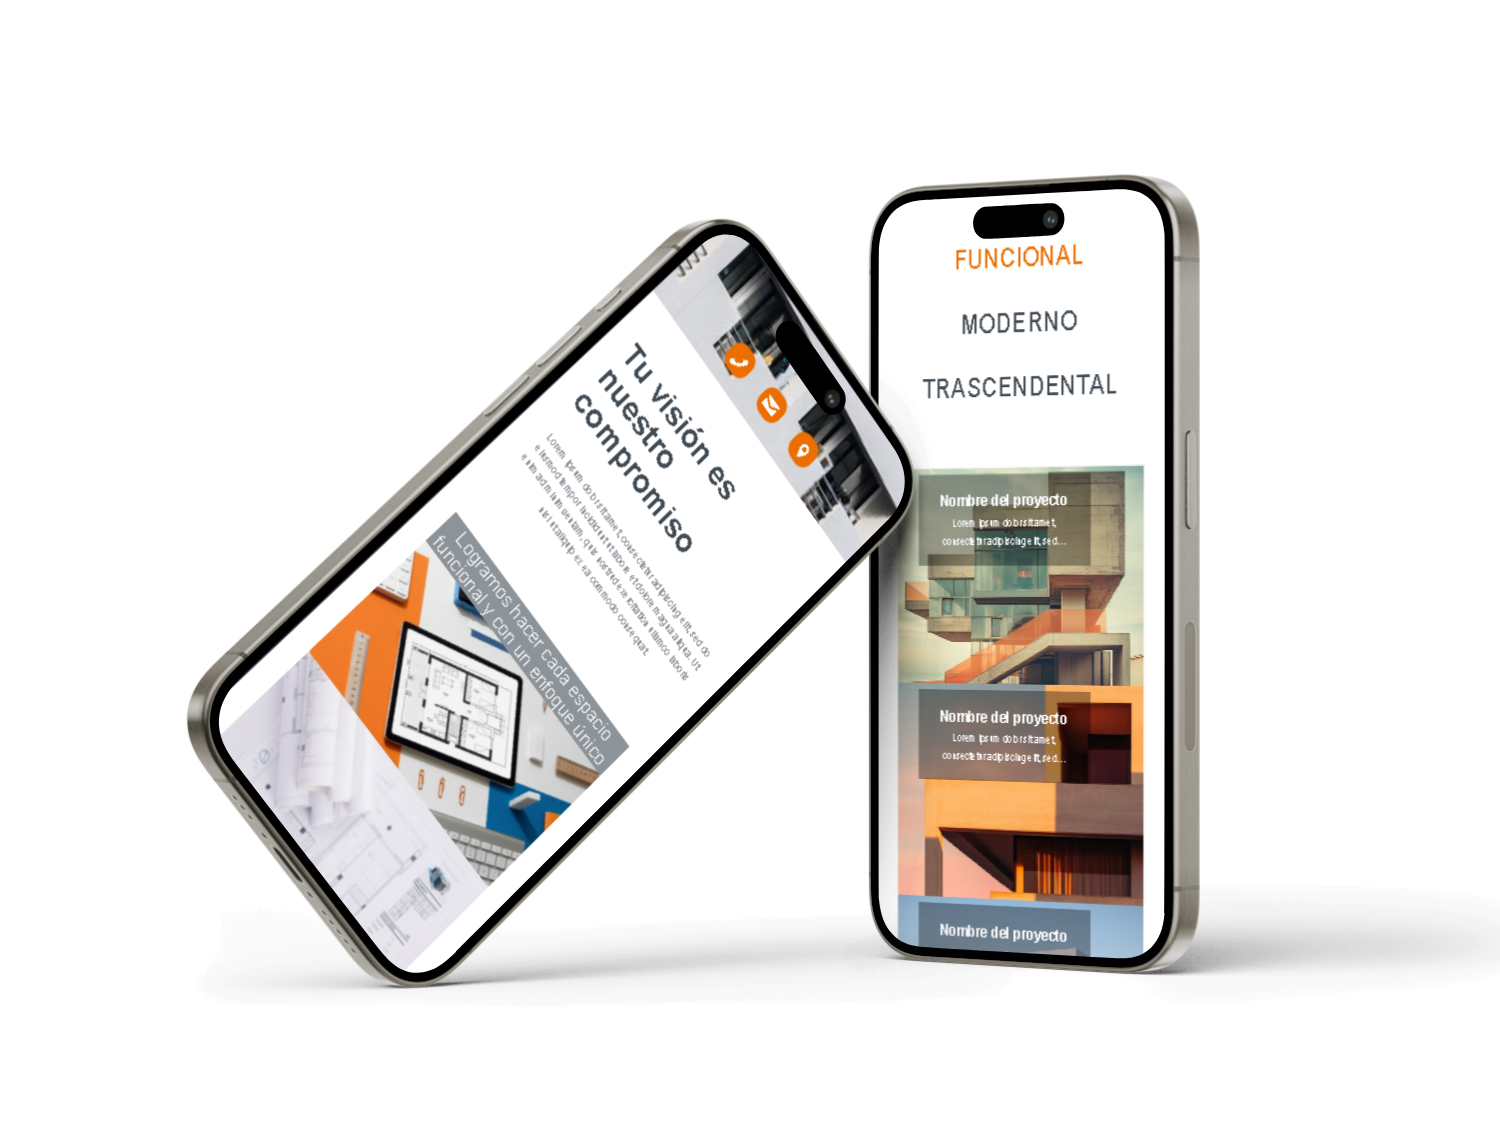 Tu visión es
nuestro
compromiso
Lorem ipsum dolor sit amet, consectetur adipiscing elit, sed do
eiusmod tempor incididunt ut labore et dolore magna aliqua. Ut
enim ad minim veniam, quis nostrud exercitation ullamco laboris
nisi ut aliquip ex ea commodo consequat.
Logramos hacer cada espacio
funcional y con un enfoque único
FUNCIONAL
MODERNO
TRASCENDENTAL
Nombre del proyecto
Lorem ipsum dolor sit amet,
consectetur adipiscing elit, sed...
Nombre del proyecto
Lorem ipsum dolor sit amet,
consectetur adipiscing elit, sed...
Nombre del proyecto